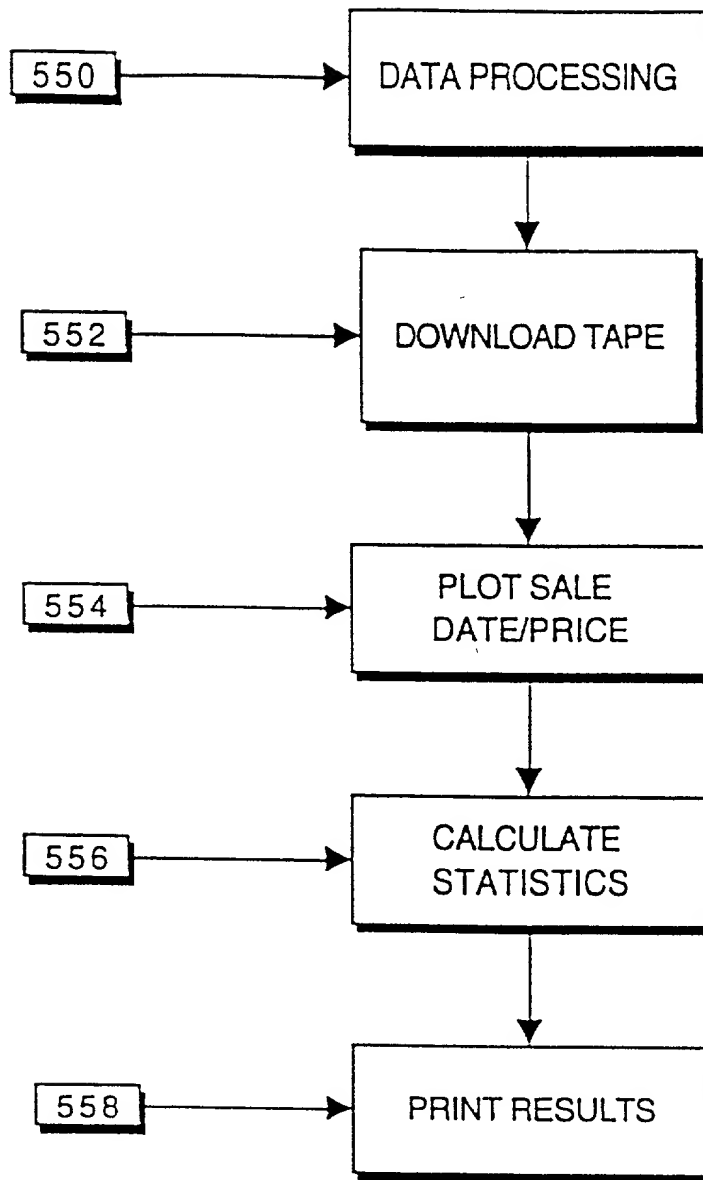 550
DATA PROCESSING
552
DOWNLOAD TAPE
554
PLOT SALE
DATE/PRICE
556
CALCULATE
STATISTICS
558
PRINT RESULTS